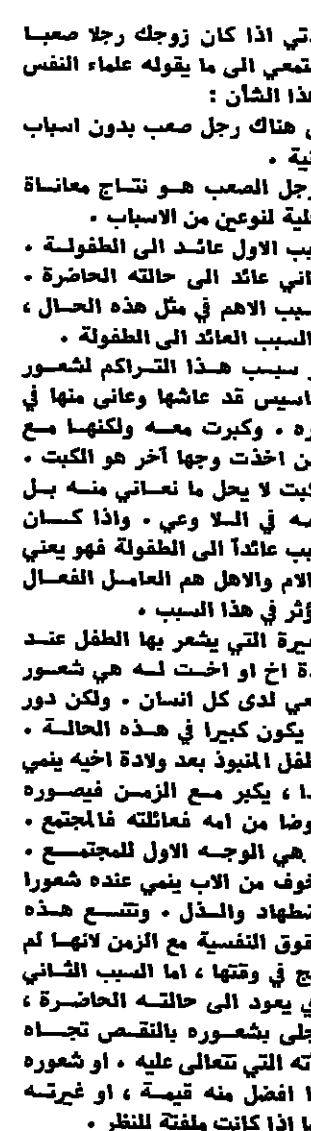 دتي اذا كان زوجك رجلا صعبا
تمعي الى ما يقوله علماء النفس
هذا الشأن :
هناك رجل صعب بدون اسباب
نية .
رجل الصعب هو نتاج معاناة
لية لنوعين من الاسباب .
بب الاول عائد الى الطفولة .
اني عائد الى حالته الحاضرة .
سبب الاهم في مثل هذه الحال ،
السبب العائد الى الطفولة .
سبب هذا التراكم لشعور
اسيس قد عاشها وعانى منها في
ره . وكبرت معه ولكنها مع
ن اخذت وجها آخر هو الكبت .
كبت لا يحل ما نعاني منه بل
ه في اللا وعي . واذا كان
بب عائداً الى الطفولة فهو يعني
الام والاهل هم العامل الفعال
ؤثر في هذا السبب .
يرة التي يشعر بها الطفل عند
دة اخ او اخت له هي شعور
عي لدى كل انسان . ولكن دور
يكون كبيرا في هذه الحالة .
طفل المنبوذ بعد ولادة اخيه ينمي
دا ، يكبر مع الزمن فيصوره
وضا من امه فعائلته فالمجتمع .
هي الوجه الاول للمجتمع .
خوف من الاب ينمي عنده شعورا
ضطهاد والذل . وتتسع هذه
قوق النفسية مع الزمن لانها لم
لج في وقتها ، اما السبب الثاني
ي يعود الى حالته الحاضرة ،
جلى بشعوره بالنقص تجاه
اته التي تتعالى عليه . او شعوره
ا افضل منه قيمة ، او غيرته
ا اذا كانت ملفتة للنظر .